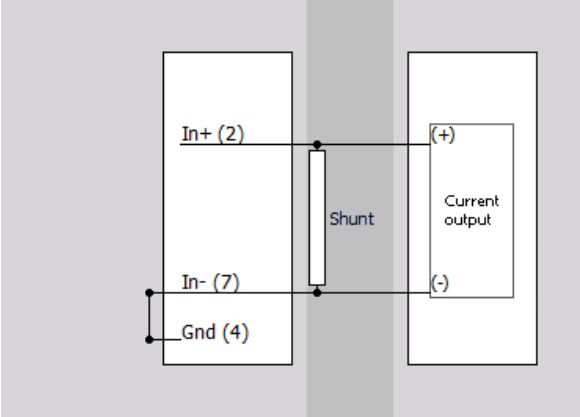 In+ (2)
(+)
Current
output
Shunt
In- (7)
(-)
Gnd (4)